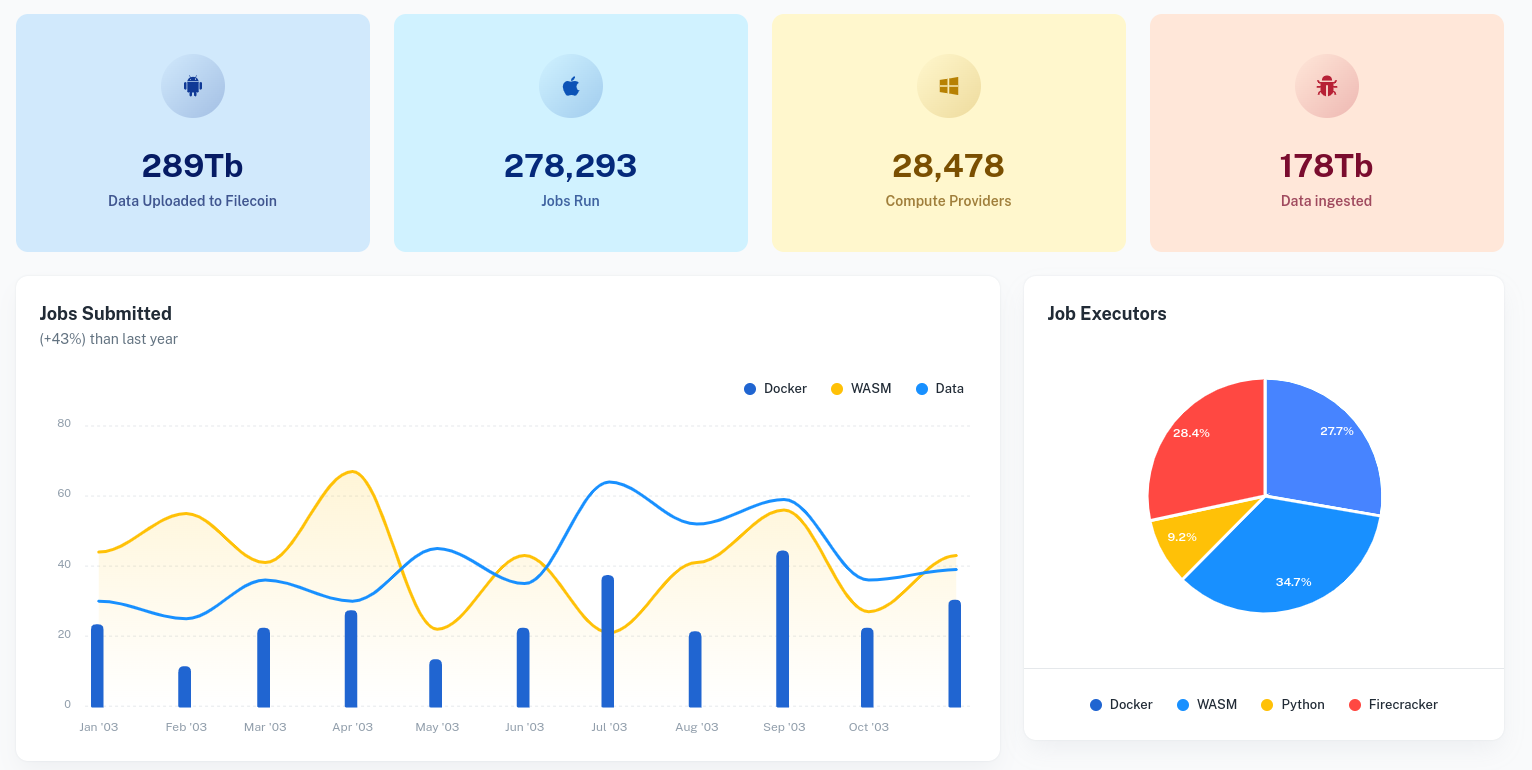 289Tb
Data Uploaded to Filecoin
278,293
Jobs Run
28,478
Compute Providers
178Tb
Data ingested
Jobs Submitted
(+43%) than last year
Docker WASM Data
80
60
40
20
0
Jan '03 Feb '03 Mar '03 Apr '03 May '03 Jun '03 Jul '03 Aug '03 Sep '03 Oct '03
Job Executors
28.4%
27.7%
9.2%
34.7%
Docker WASM Python Firecracker